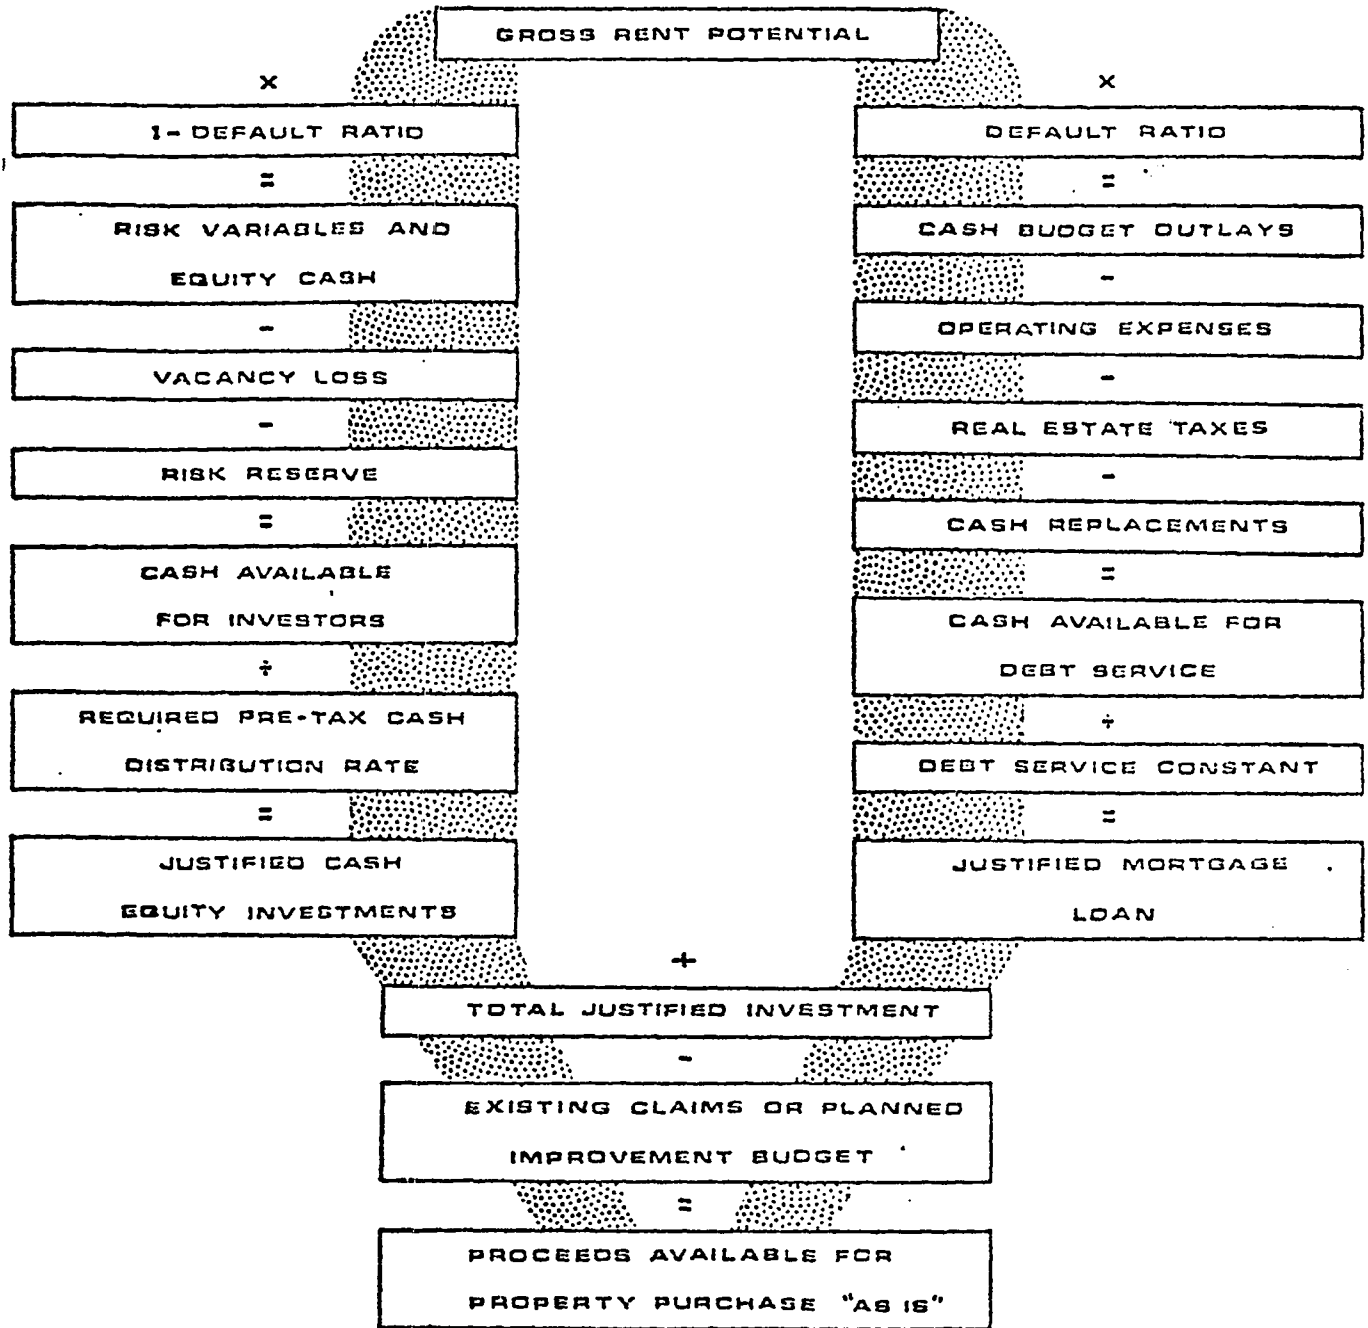 GROSS RENT POTENTIAL
×
1- DEFAULT RATIO
=
RISK VARIABLES AND
EQUITY CASH
-
VACANCY LOSS
-
RISK RESERVE
=
CASH AVAILABLE
FOR INVESTORS
÷
REQUIRED PRE-TAX CASH
DISTRIBUTION RATE
=
JUSTIFIED CASH
EQUITY INVESTMENTS
×
DEFAULT RATIO
=
CASH BUDGET OUTLAYS
-
OPERATING EXPENSES
-
REAL ESTATE TAXES
-
CASH REPLACEMENTS
=
CASH AVAILABLE FOR
DEBT SERVICE
÷
DEBT SERVICE CONSTANT
=
JUSTIFIED MORTGAGE
LOAN
+
TOTAL JUSTIFIED INVESTMENT
-
EXISTING CLAIMS OR PLANNED
IMPROVEMENT BUDGET
=
PROCEEDS AVAILABLE FOR
PROPERTY PURCHASE "AS IS"